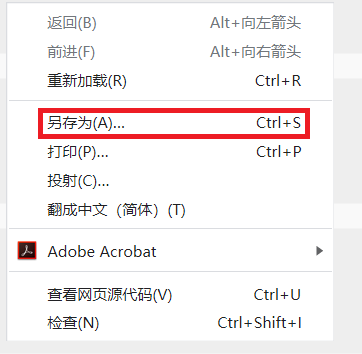 返回(B) Alt+向左箭头
前进(F) Alt+向右箭头
重新加载(R) Ctrl+R
另存为(A)... Ctrl+S
打印(P)... Ctrl+P
投射(C)...
翻成中文（简体）(T)
Adobe Acrobat
查看网页源代码(V) Ctrl+U
检查(N) Ctrl+Shift+I